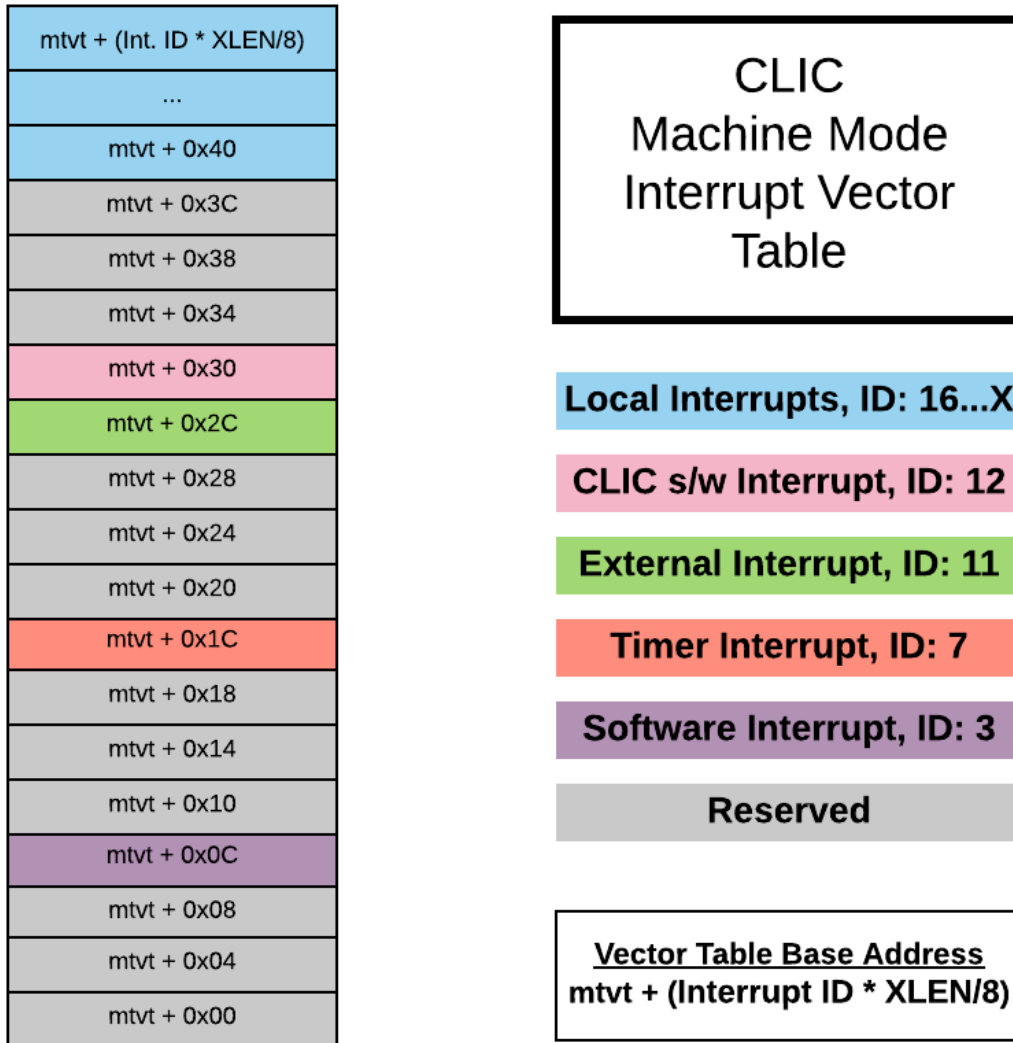 mtvt + (Int. ID * XLEN/8)
...
mtvt + 0x40
mtvt + 0x3C
mtvt + 0x38
mtvt + 0x34
mtvt + 0x30
mtvt + 0x2C
mtvt + 0x28
mtvt + 0x24
mtvt + 0x20
mtvt + 0x1C
mtvt + 0x18
mtvt + 0x14
mtvt + 0x10
mtvt + 0x0C
mtvt + 0x08
mtvt + 0x04
mtvt + 0x00
CLIC
Machine Mode
Interrupt Vector
Table
Local Interrupts, ID: 16...X
CLIC s/w Interrupt, ID: 12
External Interrupt, ID: 11
Timer Interrupt, ID: 7
Software Interrupt, ID: 3
Reserved
Vector Table Base Address
mtvt + (Interrupt ID * XLEN/8)